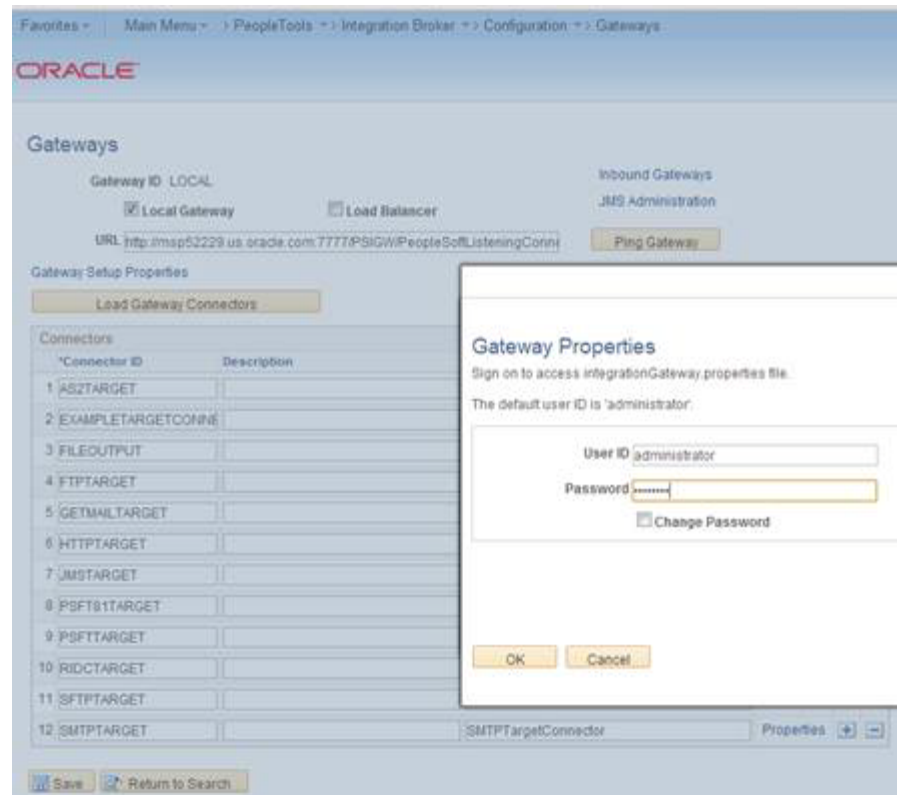 Favorites Main Menu > PeopleTools > Integration Broker > Configuration > Gateways
ORACLE
Gateways
Gateway ID LOCAL
Inbound Gateways
Local Gateway Load Balancer
JMS Administration
URL http://msp52229.us.oracle.com:7777/PSIGW/PeopleSoftListeningConne
Ping Gateway
Gateway Setup Properties
Load Gateway Connectors
Connectors
*Connector ID Description
1 AS2TARGET
2 EXAMPLETARGETCONNE
3 FILEOUTPUT
4 FTPTARGET
5 GETMAILTARGET
6 HTTPTARGET
7 JMSTARGET
8 PSFT81TARGET
9 PSFTTARGET
10 RIDCTARGET
11 SFTPTARGET
12 SMTPTARGET SMTPTargetConnector Properties
Save Return to Search
Gateway Properties
Sign on to access integrationGateway.properties file.
The default user ID is 'administrator'.
User ID administrator
Password ••••••••
Change Password
OK Cancel